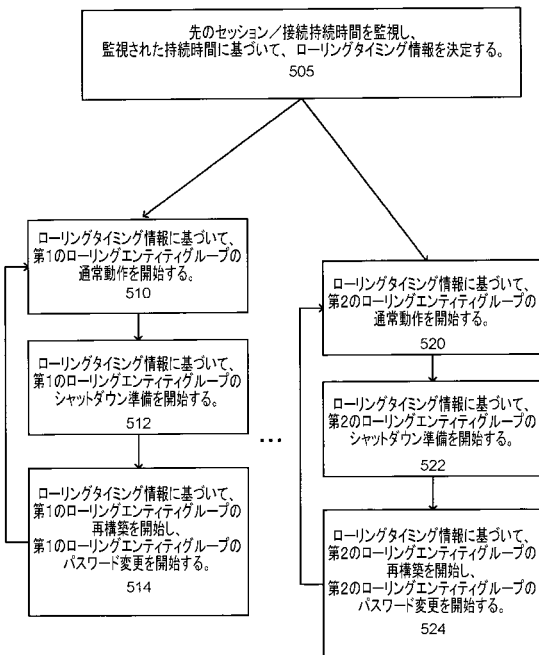 先のセッション／接続持続時間を監視し、
監視された持続時間に基づいて、ローリングタイミング情報を決定する。
505
ローリングタイミング情報に基づいて、
第1のローリングエンティティグループの
通常動作を開始する。
510
ローリングタイミング情報に基づいて、
第1のローリングエンティティグループの
シャットダウン準備を開始する。
512
ローリングタイミング情報に基づいて、
第1のローリングエンティティグループの
再構築を開始し、
第1のローリングエンティティグループの
パスワード変更を開始する。
514
...
ローリングタイミング情報に基づいて、
第2のローリングエンティティグループの
通常動作を開始する。
520
ローリングタイミング情報に基づいて、
第2のローリングエンティティグループの
シャットダウン準備を開始する。
522
ローリングタイミング情報に基づいて、
第2のローリングエンティティグループの
再構築を開始し、
第2のローリングエンティティグループの
パスワード変更を開始する。
524